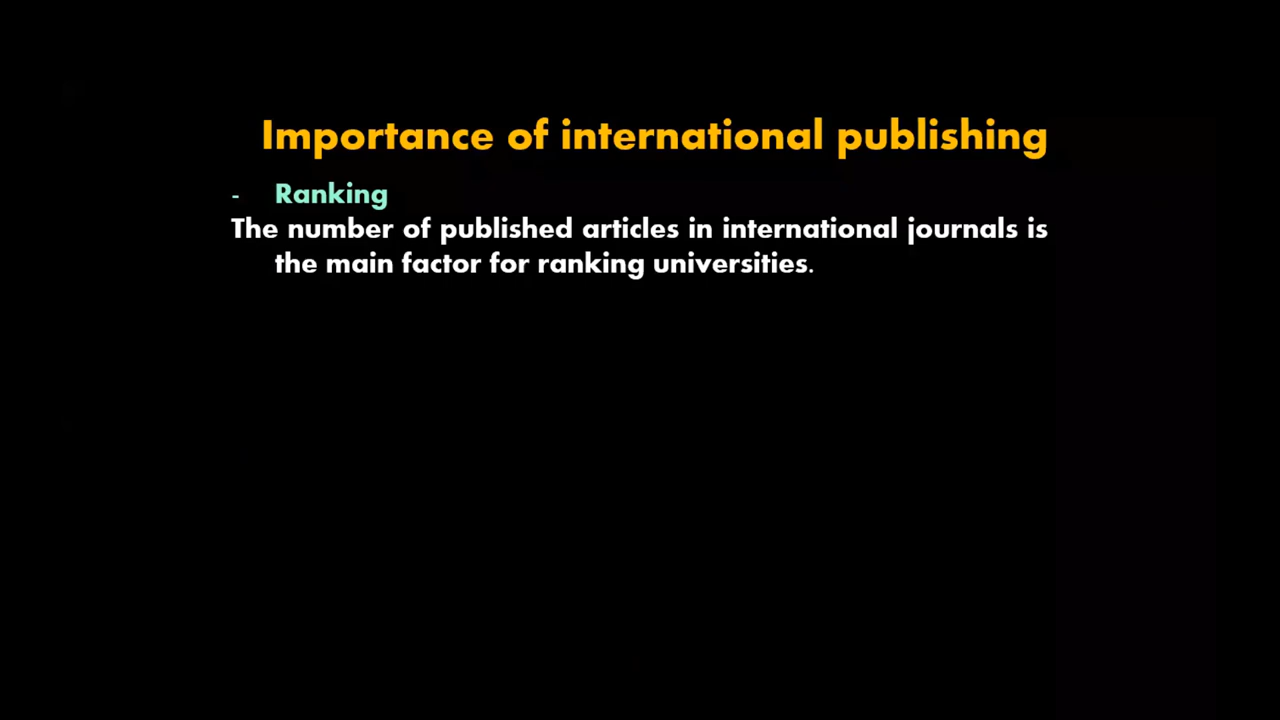 Importance of international publishing
- Ranking
The number of published articles in international journals is
the main factor for ranking universities.